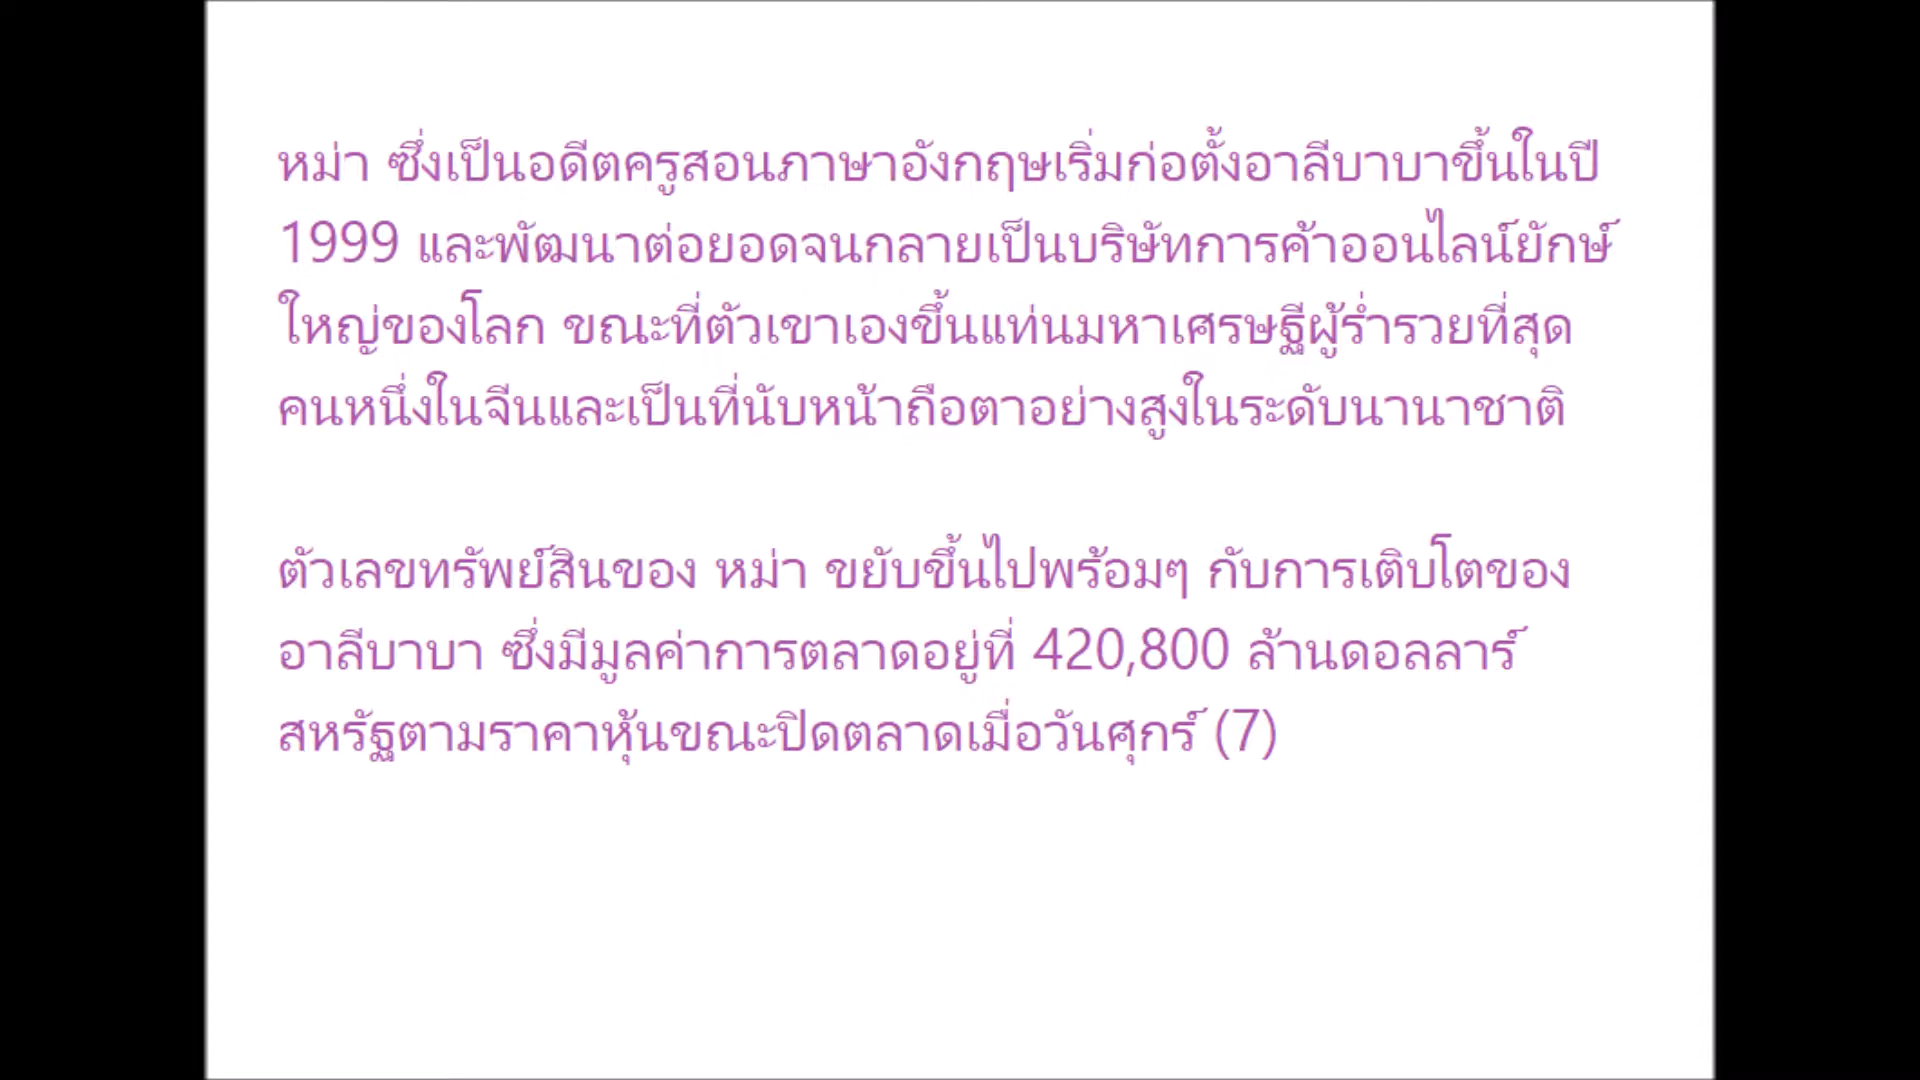 หม่า ซึ่งเป็นอดีตครูสอนภาษาอังกฤษเริ่มก่อตั้งอาลีบาบาขึ้นในปี
1999 และพัฒนาต่อยอดจนกลายเป็นบริษัทการค้าออนไลน์ยักษ์
ใหญ่ของโลก ขณะที่ตัวเขาเองขึ้นแท่นมหาเศรษฐีผู้ร่ำรวยที่สุด
คนหนึ่งในจีนและเป็นที่นับหน้าถือตาอย่างสูงในระดับนานาชาติ
ตัวเลขทรัพย์สินของ หม่า ขยับขึ้นไปพร้อมๆ กับการเติบโตของ
อาลีบาบา ซึ่งมีมูลค่าการตลาดอยู่ที่ 420,800 ล้านดอลลาร์
สหรัฐตามราคาหุ้นขณะปิดตลาดเมื่อวันศุกร์ (7)